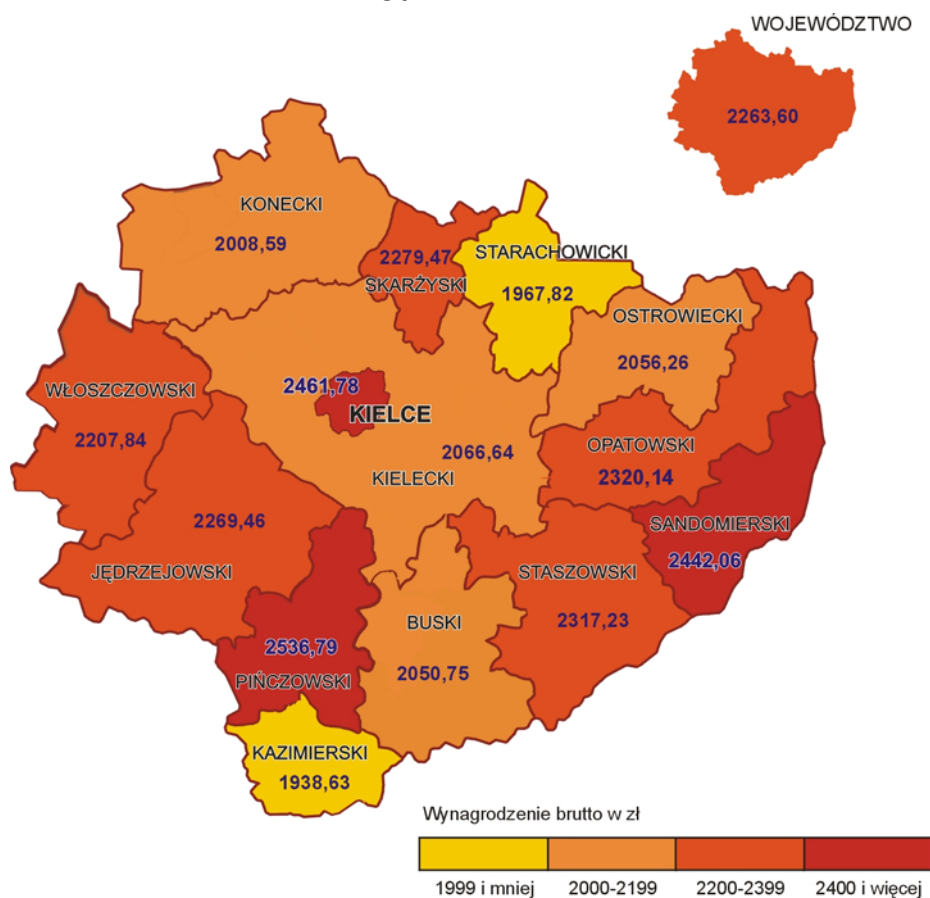 WOJEWÓDZTWO
2263,60
KONECKI
2008,59
2279,47
SKARŻYSKI
STARACHOWICKI
1967,82
OSTROWIECKI
2056,26
WŁOSZCZOWSKI
2207,84
2461,78
KIELCE
2066,64
KIELECKI
OPATOWSKI
2320,14
2269,46
JĘDRZEJOWSKI
SANDOMIERSKI
2442,06
STASZOWSKI
2317,23
BUSKI
2050,75
2536,79
PIŃCZOWSKI
KAZIMIERSKI
1938,63
Wynagrodzenie brutto w zł
1999 i mniej 2000-2199 2200-2399 2400 i więcej